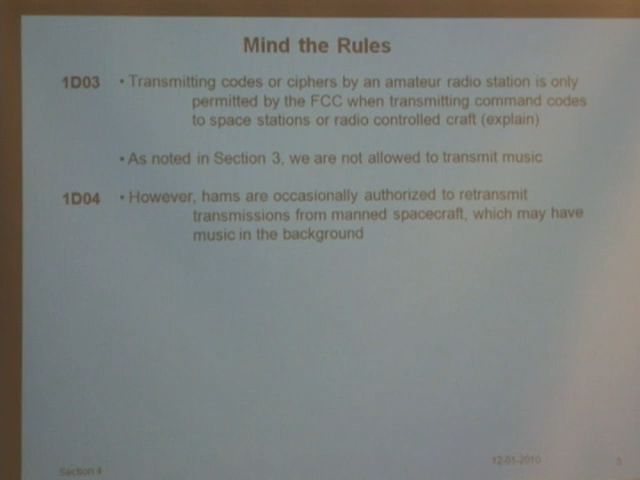 Mind the Rules
1D03 • Transmitting codes or ciphers by an amateur radio station is only
permitted by the FCC when transmitting command codes
to space stations or radio controlled craft (explain)
• As noted in Section 3, we are not allowed to transmit music
1D04 • However, hams are occasionally authorized to retransmit
transmissions from manned spacecraft, which may have
music in the background
Section 4 12-01-2010